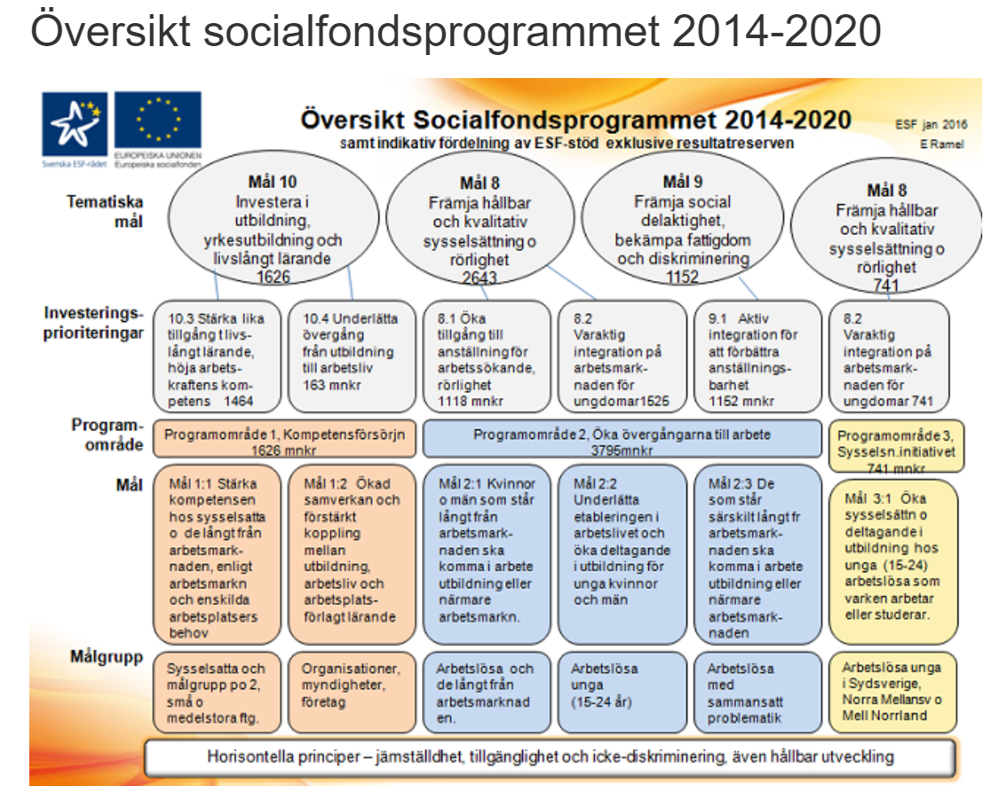 Översikt socialfondsprogrammet 2014-2020
Svenska ESF-rådet
EUROPEISKA UNIONEN
Europeiska socialfonden
Översikt Socialfondsprogrammet 2014-2020
samt indikativ fördelning av ESF-stöd exklusive resultatreserven
ESF jan 2016
E Ramel
Tematiska
mål
Mål 10
Investera i
utbildning,
yrkesutbildning och
livslångt lärande
1626
Mål 8
Främja hållbar
och kvalitativ
sysselsättning o
rörlighet
2643
Mål 9
Främja social
delaktighet,
bekämpa fattigdom
och diskriminering
1152
Mål 8
Främja hållbar
och kvalitativ
sysselsättning o
rörlighet
741
Investerings-
prioriteringar
10.3 Stärka lika
tillgång t livs-
långt lärande,
höja arbets-
kraftens kom-
petens 1464
10.4 Underlätta
övergång
från utbildning
till arbetsliv
163 mnkr
8.1 Öka
tillgång till
anställning för
arbetssökande,
rörlighet
1118 mnkr
8.2
Varaktig
integration på
arbetsmark-
naden för
ungdomar1525
9.1 Aktiv
integration för
att förbättra
anställnings-
barhet
1152 mnkr
8.2
Varaktig
integration på
arbetsmark-
naden för
ungdomar 741
Program-
område
Programområde 1, Kompetensförsörjn
1626 mnkr
Programområde 2, Öka övergångarna till arbete
3795mnkr
Programområde 3,
Sysselsn.initiativet
741 mnkr
Mål
Mål 1:1 Stärka
kompetensen
hos sysselsatta
o de långt från
arbetsmark-
naden, enligt
arbetsmarkn
och enskilda
arbetsplatsers
behov
Mål 1:2 Ökad
samverkan och
förstärkt
koppling
mellan
utbildning,
arbetsliv och
arbetsplats-
förlagt lärande
Mål 2:1 Kvinnor
o män som står
långt från
arbetsmark-
naden ska
komma i arbete
utbildning eller
närmare
arbetsmarkn.
Mål 2:2
Underlätta
etableringen i
arbetslivet och
öka deltagande
i utbildning för
unga kvinnor
och män
Mål 2:3 De
som står
särskilt långt fr
arbetsmark-
naden ska
komma i arbete
utbildning eller
närmare
arbetsmark-
naden
Mål 3:1 Öka
sysselsättn o
deltagande i
utbildning hos
unga (15-24)
arbetslösa som
varken arbetar
eller studerar.
Målgrupp
Sysselsatta och
målgrupp po 2,
små o
medelstora ftg.
Organisationer,
myndigheter,
företag
Arbetslösa och
de långt från
arbetsmarknad
en.
Arbetslösa
unga
(15-24 år)
Arbetslösa
med
sammansatt
problematik
Arbetslösa unga
i Sydsverige,
Norra Mellansv o
Mell Norrland
Horisontella principer – jämställdhet, tillgänglighet och icke-diskriminering, även hållbar utveckling